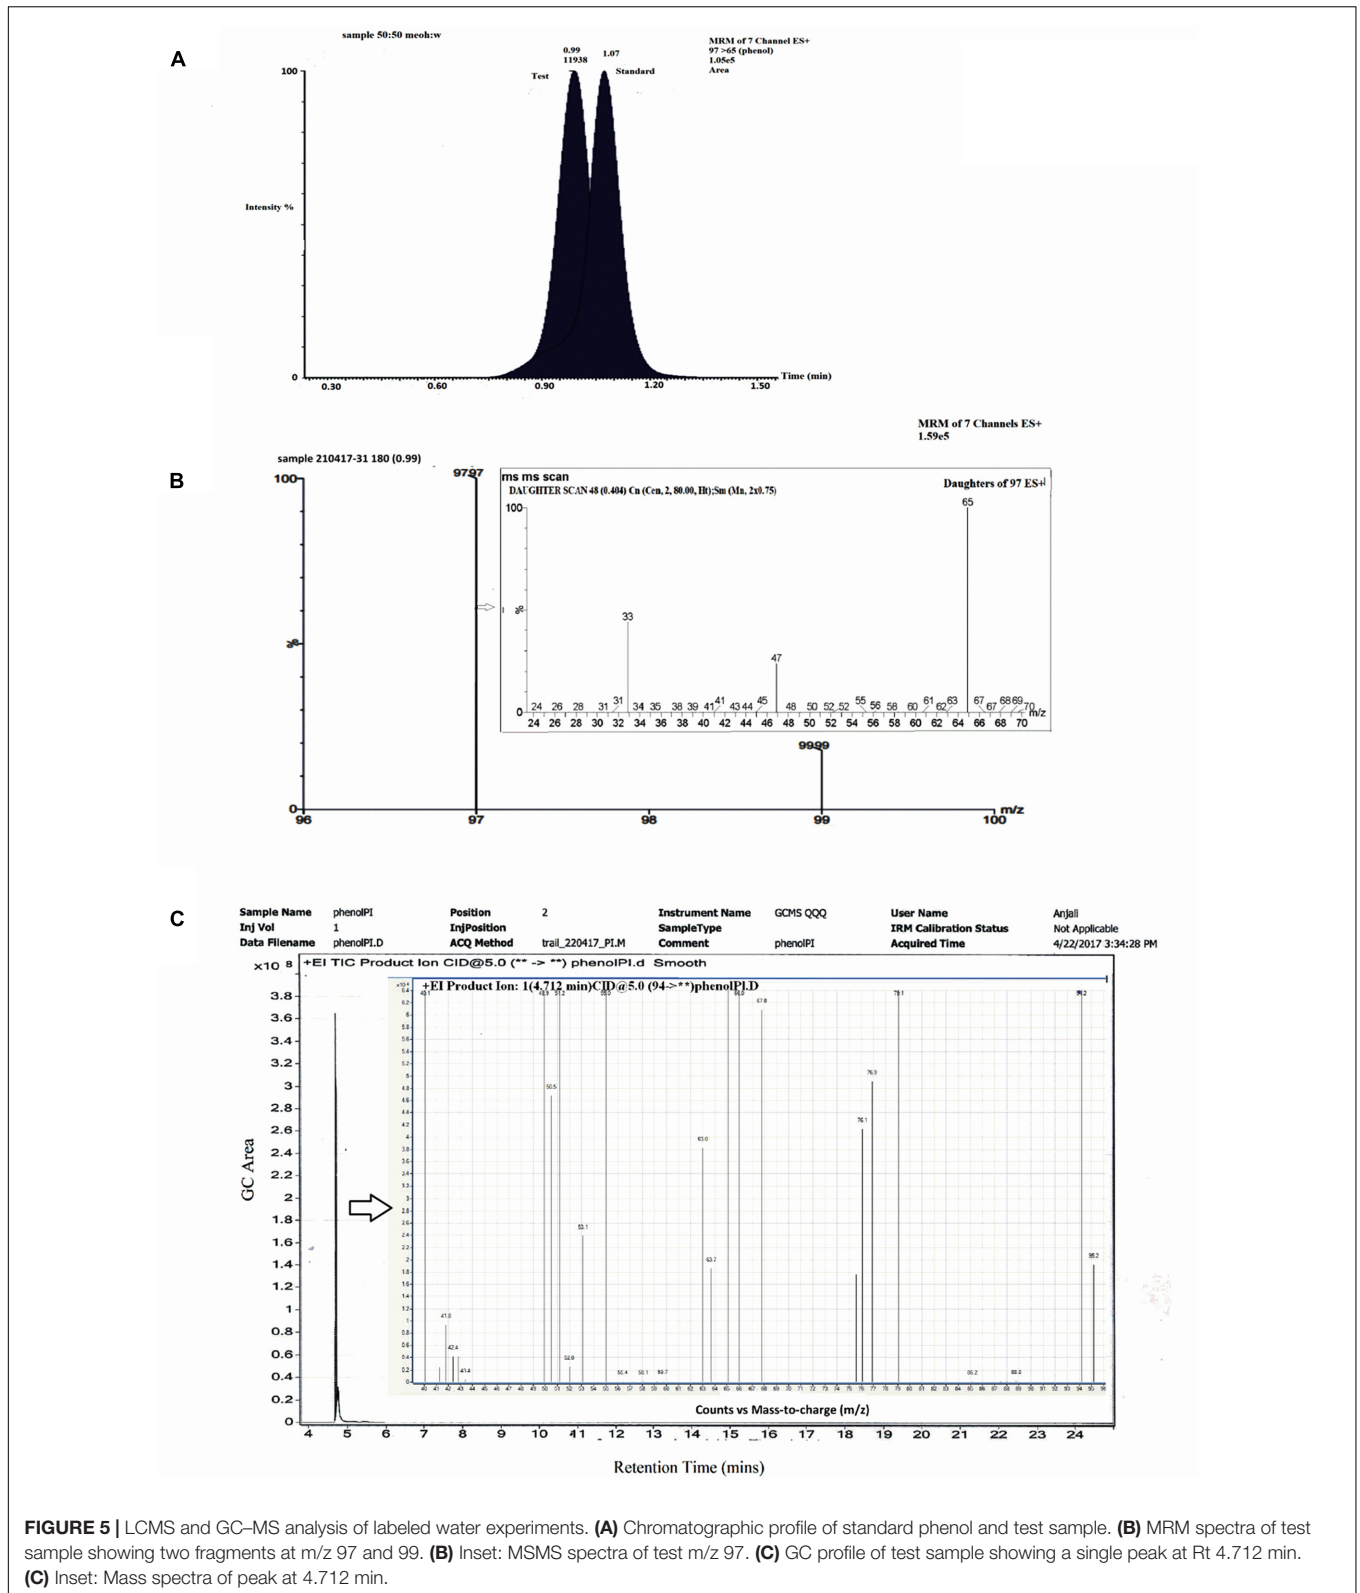 A
sample 50:50 meoh:w
0.99
11938
1.07
MRM of 7 Channel ES+
97 >65 (phenol)
1.05e5
Area
Test
Standard
100
Intensity %
0
0.30 0.60 0.90 1.20 1.50
Time (min)
MRM of 7 Channels ES+
1.59e5
B
sample 210417-31 180 (0.99)
100
%
0
9797
9999
96 97 98 99 100
m/z
ms ms scan
DAUGHTER SCAN 48 (0.404) Cn (Cen, 2, 80.00, Ht);Sm (Mn, 2x0.75)
Daughters of 97 ES+
100
%
0
65
33
47
24 26 28 31 31 34 35 38 39 41 41 43 44 45 48 50 52 52 55 56 58 60 61 62 63 67 67 68 69 70
24 26 28 30 32 34 36 38 40 42 44 46 48 50 52 54 56 58 60 62 64 66 68 70
m/z
C
Sample Name phenolPI Position 2 Instrument Name GCMS QQQ User Name Anjali
Inj Vol 1 InjPosition SampleType IRM Calibration Status Not Applicable
Data Filename phenolPI.D ACQ Method trail_220417_PI.M Comment phenolPI Acquired Time 4/22/2017 3:34:28 PM
x10 8
+EI TIC Product Ion CID@5.0 (** -> **) phenolPI.d Smooth
+EI Product Ion: 1(4.712 min)CID@5.0 (94->**)phenolPI.D
3.8
3.6
3.4
3.2
3
2.8
2.6
2.4
2.2
2
1.8
1.6
1.4
1.2
1
0.8
0.6
0.4
0.2
0
GC Area
40.1
51.2
66.0
67.8
79.1
94.2
50.5
76.9
76.1
63.0
53.1
63.7
95.2
42.4
Counts vs Mass-to-charge (m/z)
4 5 6 7 8 9 10 11 12 13 14 15 16 17 18 19 20 21 22 23 24
Retention Time (mins)
FIGURE 5 | LCMS and GC–MS analysis of labeled water experiments. (A) Chromatographic profile of standard phenol and test sample. (B) MRM spectra of test
sample showing two fragments at m/z 97 and 99. (B) Inset: MSMS spectra of test m/z 97. (C) GC profile of test sample showing a single peak at Rt 4.712 min.
(C) Inset: Mass spectra of peak at 4.712 min.